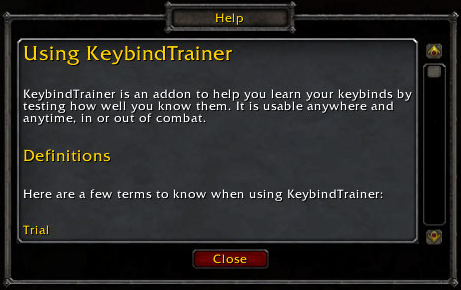 Help
Using KeybindTrainer
KeybindTrainer is an addon to help you learn your keybinds by
testing how well you know them. It is usable anywhere and
anytime, in or out of combat.
Definitions
Here are a few terms to know when using KeybindTrainer:
Trial
Close